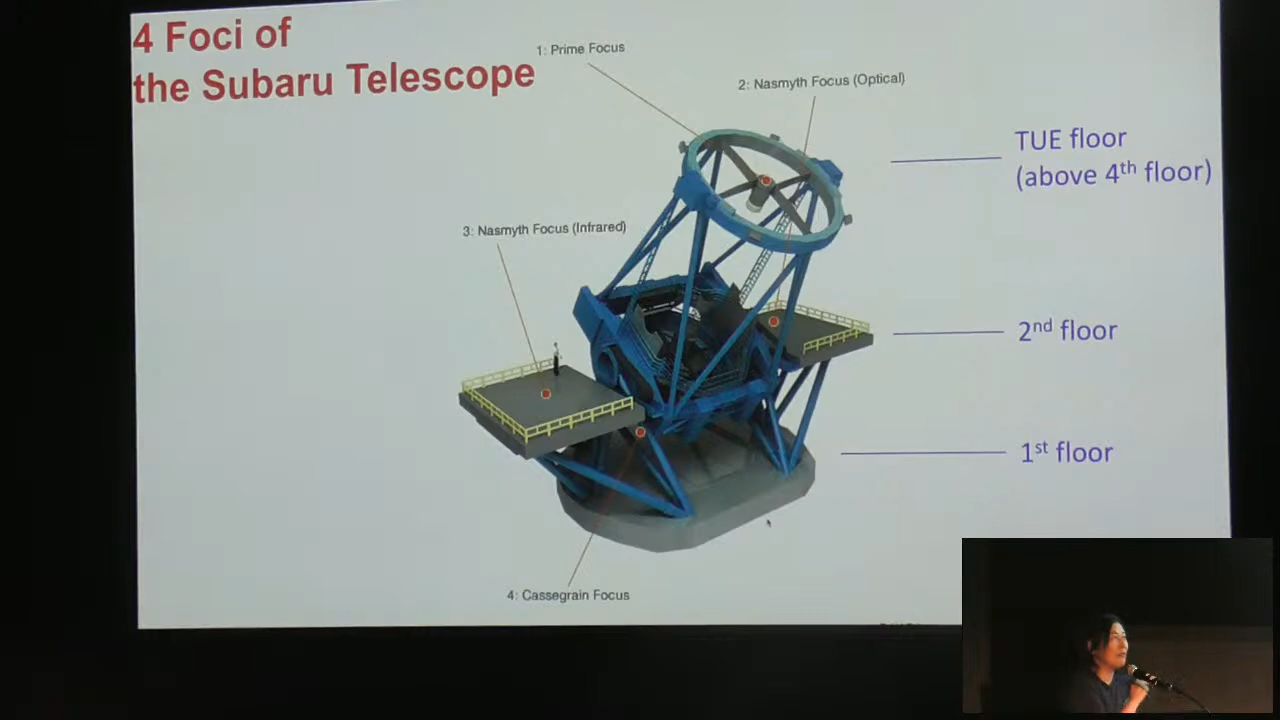 4 Foci of
the Subaru Telescope
1: Prime Focus
2: Nasmyth Focus (Optical)
TUE floor
(above 4th floor)
3: Nasmyth Focus (Infrared)
2nd floor
1st floor
4: Cassegrain Focus